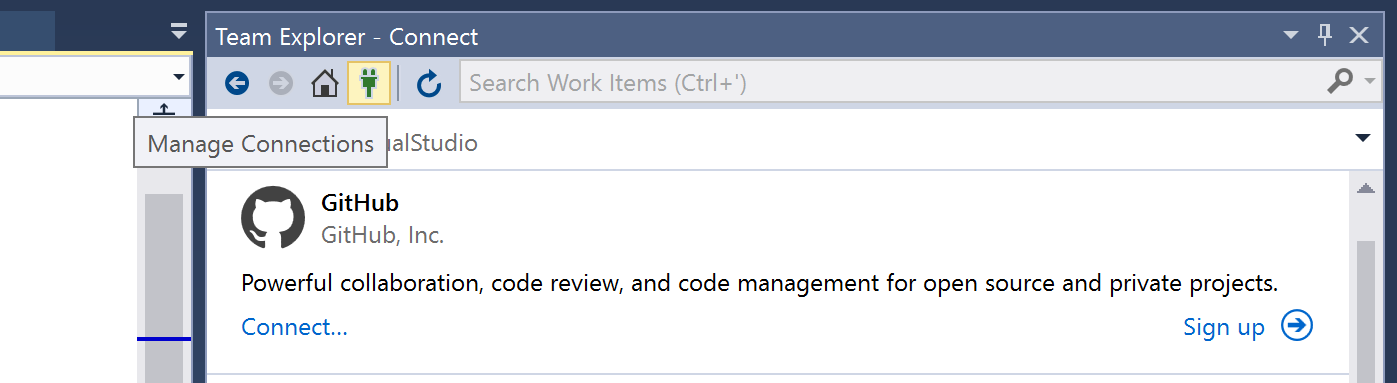 Team Explorer - Connect
Search Work Items (Ctrl+')
Manage Connections
ualStudio
GitHub
GitHub, Inc.
Powerful collaboration, code review, and code management for open source and private projects.
Connect...
Sign up